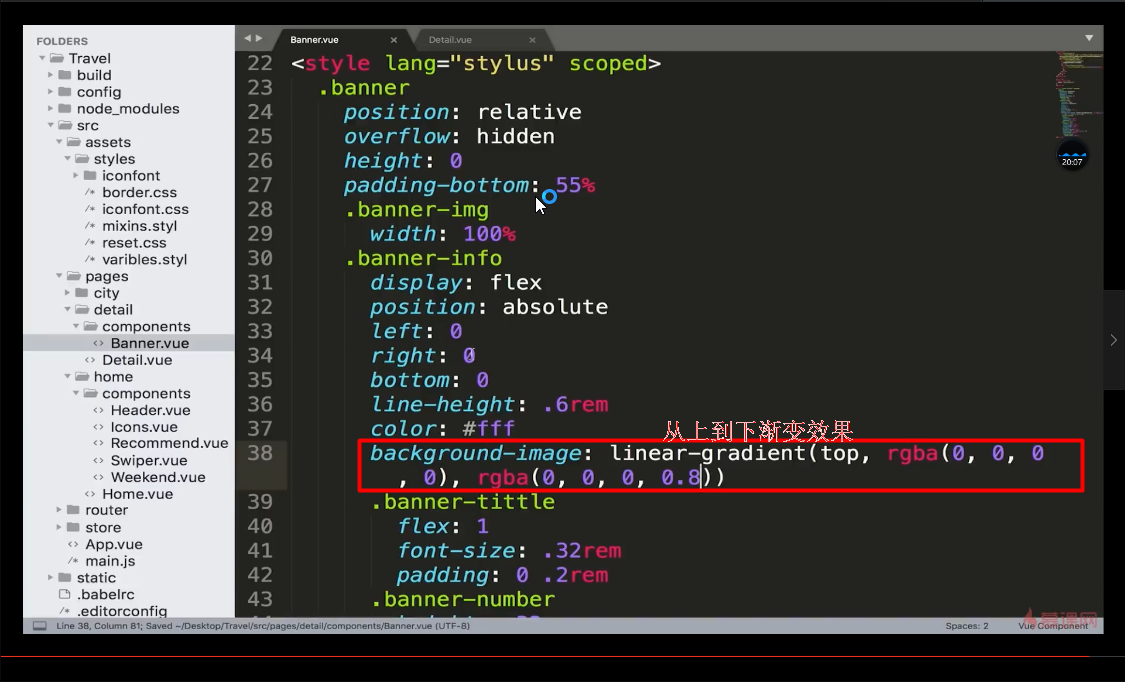 FOLDERS
Travel
build
config
node_modules
src
assets
styles
iconfont
/* border.css
/* iconfont.css
/* mixins.styl
/* reset.css
/* varibles.styl
pages
city
detail
components
<> Banner.vue
<> Detail.vue
home
components
<> Header.vue
<> Icons.vue
<> Recommend.vue
<> Swiper.vue
<> Weekend.vue
<> Home.vue
router
store
<> App.vue
/* main.js
static
.babelrc
/* .editorconfig
Banner.vue ×
Detail.vue ×
22 <style lang="stylus" scoped>
23 .banner
24 position: relative
25 overflow: hidden
26 height: 0
27 padding-bottom: 55%
28 .banner-img
29 width: 100%
30 .banner-info
31 display: flex
32 position: absolute
33 left: 0
34 right: 0
35 bottom: 0
36 line-height: .6rem
37 color: #fff
从上到下渐变效果
38 background-image: linear-gradient(top, rgba(0, 0, 0
, 0), rgba(0, 0, 0, 0.8))
39 .banner-tittle
40 flex: 1
41 font-size: .32rem
42 padding: 0 .2rem
43 .banner-number
20:07
慕课网
Line 38, Column 81; Saved ~/Desktop/Travel/src/pages/detail/components/Banner.vue (UTF-8)
Spaces: 2
Vue Component